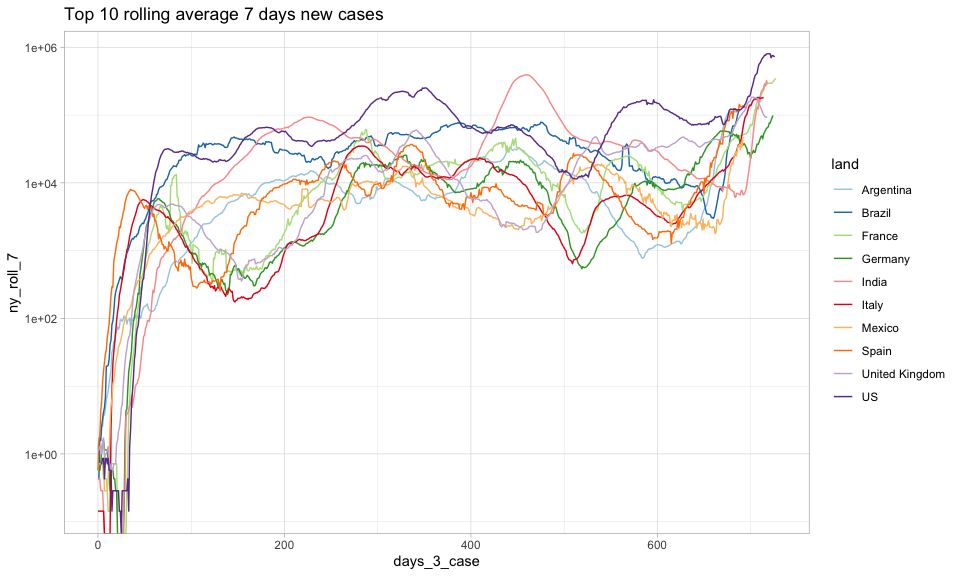 Top 10 rolling average 7 days new cases
ny_roll_7
1e+06
1e+04
1e+02
1e+00
0
200
400
600
days_3_case
land
Argentina
Brazil
France
Germany
India
Italy
Mexico
Spain
United Kingdom
US